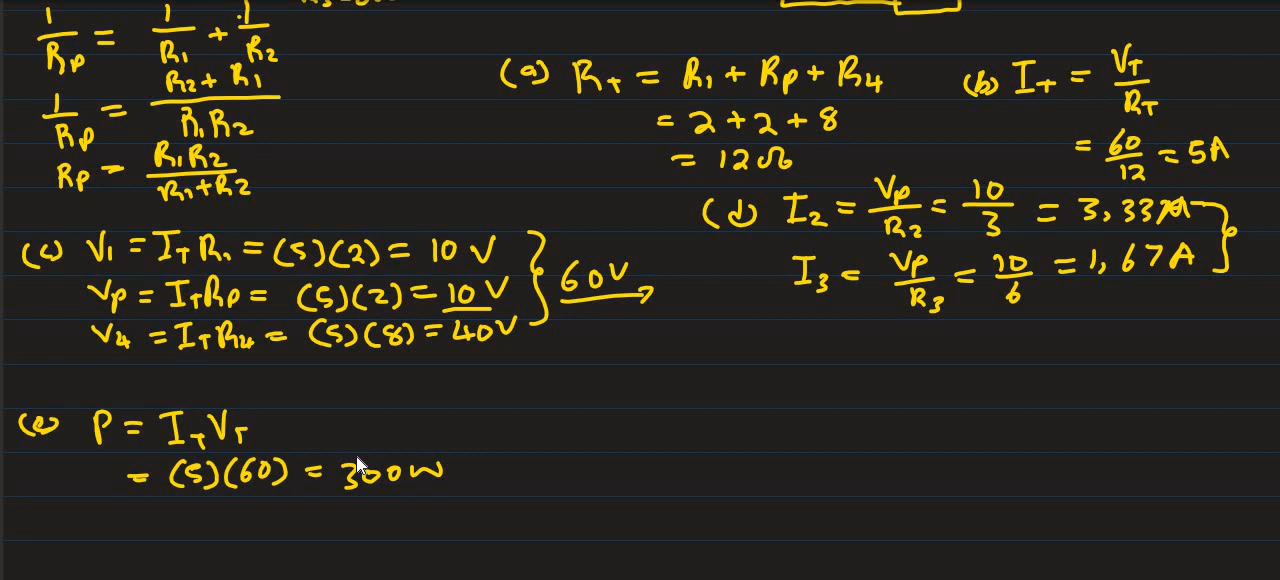 1/Rp = 1/R1 + 1/R2
1/Rp = R2 + R1 / R1R2
Rp = R1R2 / R1+R2
(a) RT = R1 + Rp + R4
= 2 + 2 + 8
= 12Ω
(b) IT = VT/RT
= 60/12 = 5A
(c) V1 = ITR1 = (5)(2) = 10 V
Vp = ITRp = (5)(2) = 10 V
V4 = ITR4 = (5)(8) = 40V
} 60V
(d) I2 = Vp/R2 = 10/3 = 3,33A
I3 = Vp/R3 = 10/6 = 1,67A
(e) P = ITVT
= (5)(60) = 300W